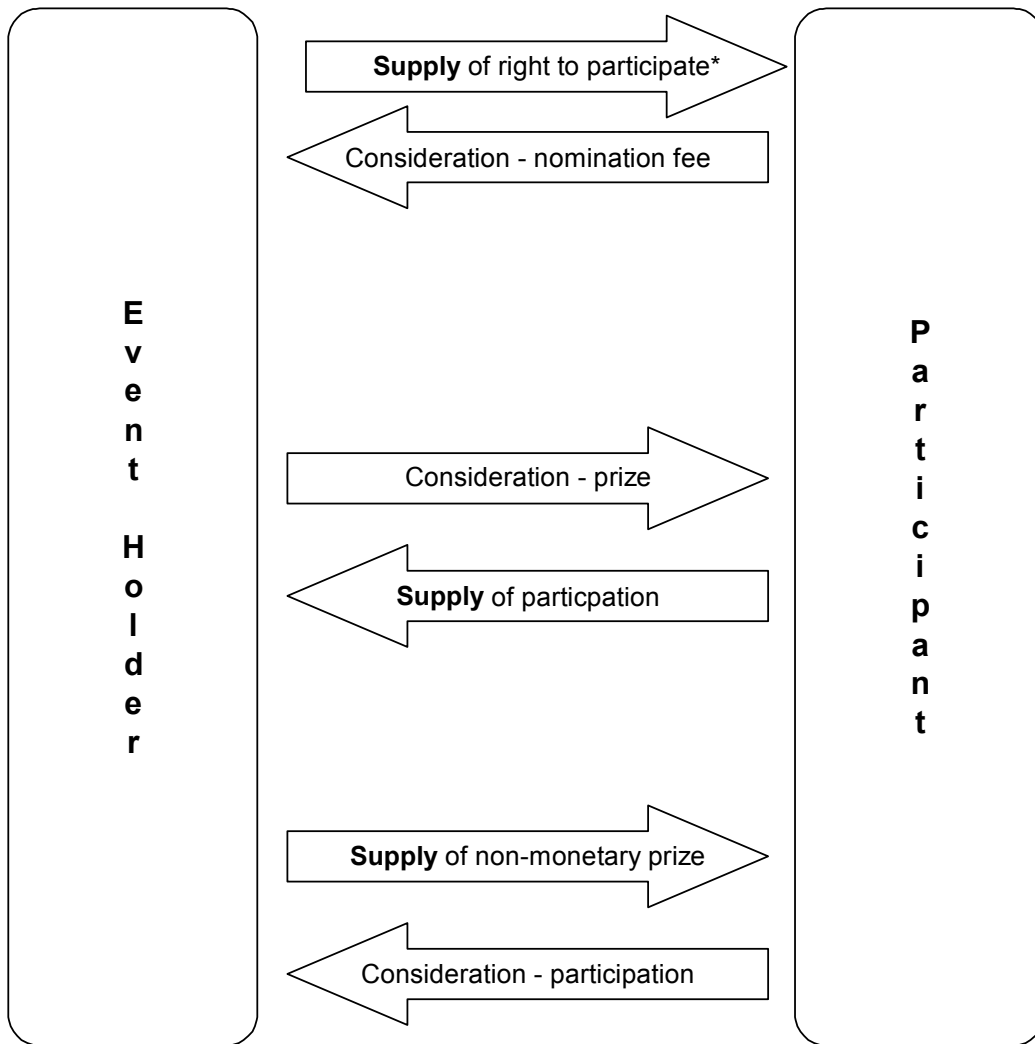 Supply of right to participate*
Consideration - nomination fee
Event Holder
Participant
Consideration - prize
Supply of particpation
Supply of non-monetary prize
Consideration - participation